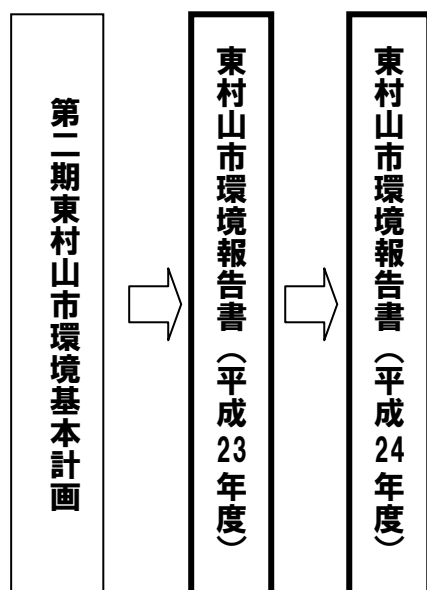 第二期東村山市環境基本計画
東村山市環境報告書（平成23年度）
東村山市環境報告書（平成24年度）